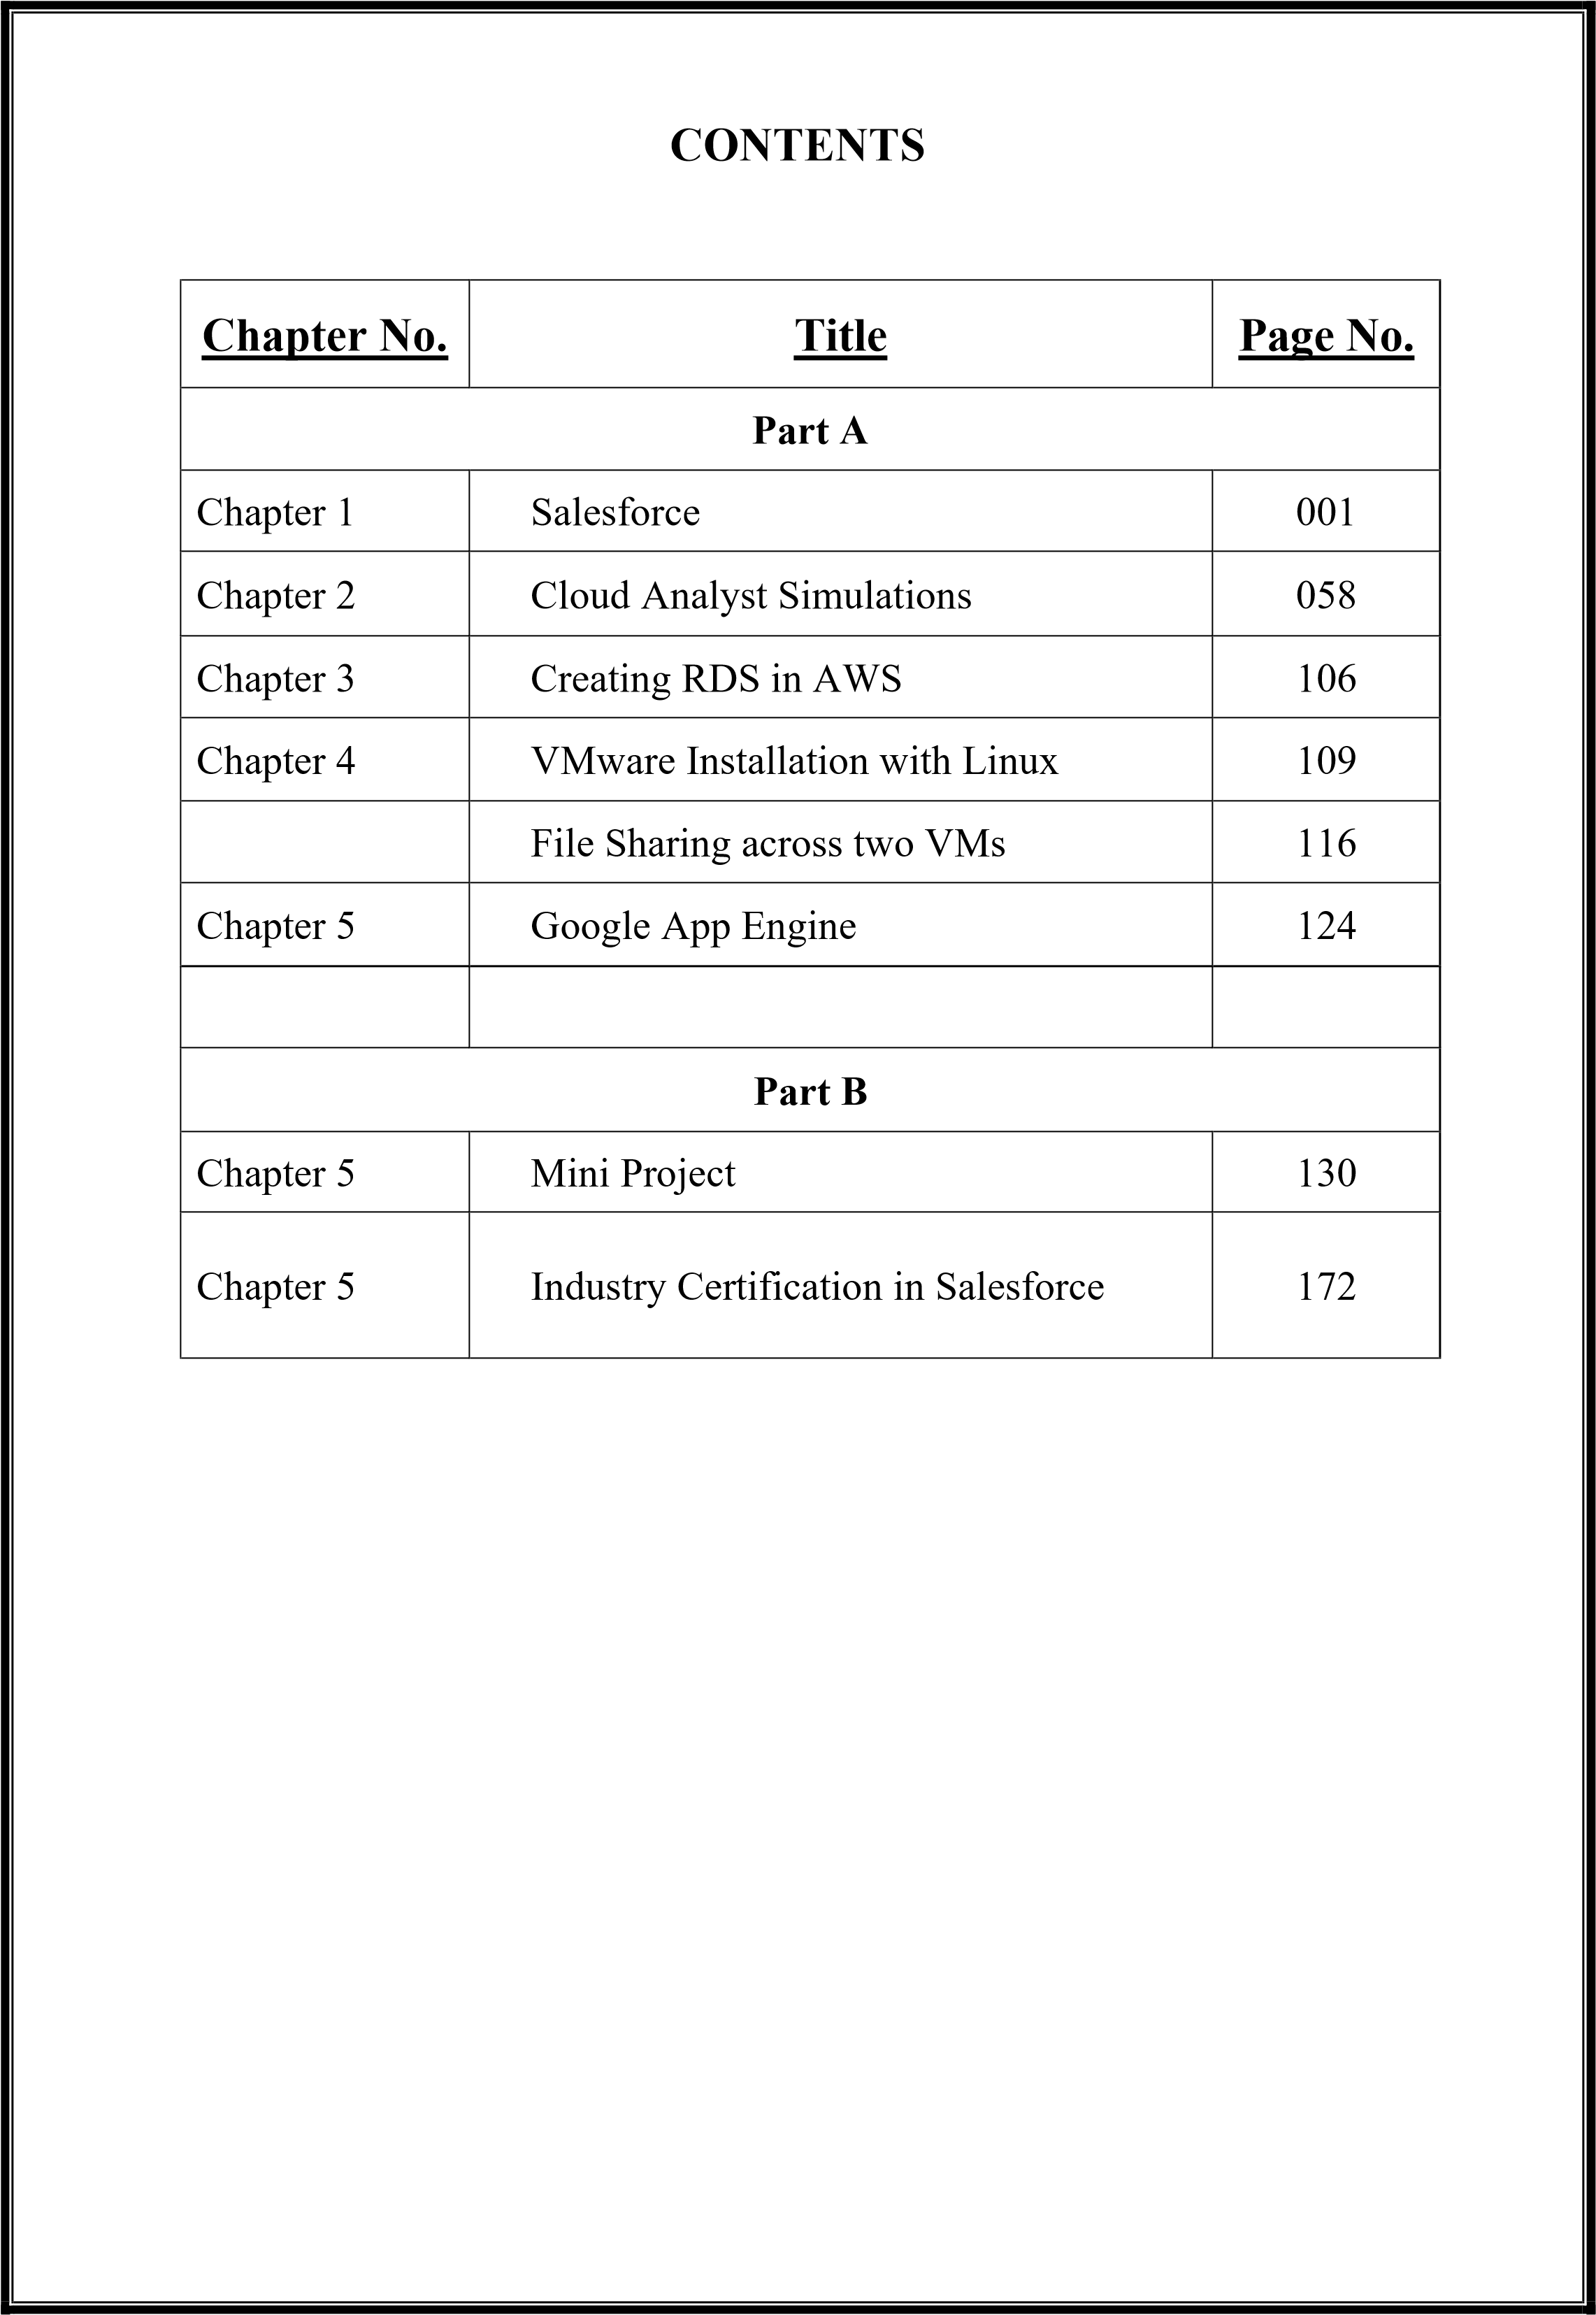 CONTENTS
Chapter No. Title Page No.
Part A
Chapter 1 Salesforce 001
Chapter 2 Cloud Analyst Simulations 058
Chapter 3 Creating RDS in AWS 106
Chapter 4 VMware Installation with Linux 109
File Sharing across two VMs 116
Chapter 5 Google App Engine 124
Part B
Chapter 5 Mini Project 130
Chapter 5 Industry Certification in Salesforce 172